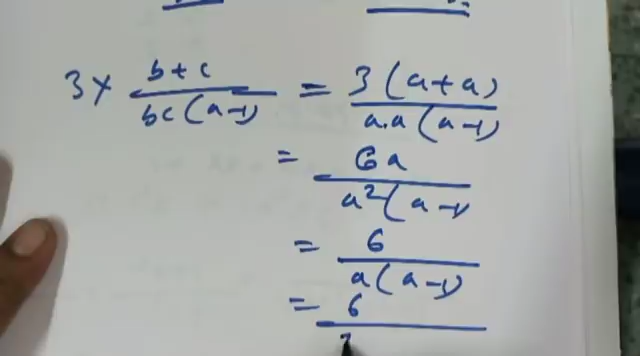 3 × (b + c)/(bc(a-1) = 3(a+a)/(a.a(a-1)
= 6a/(a²(a-1)
= 6/(a(a-1)
= 6/